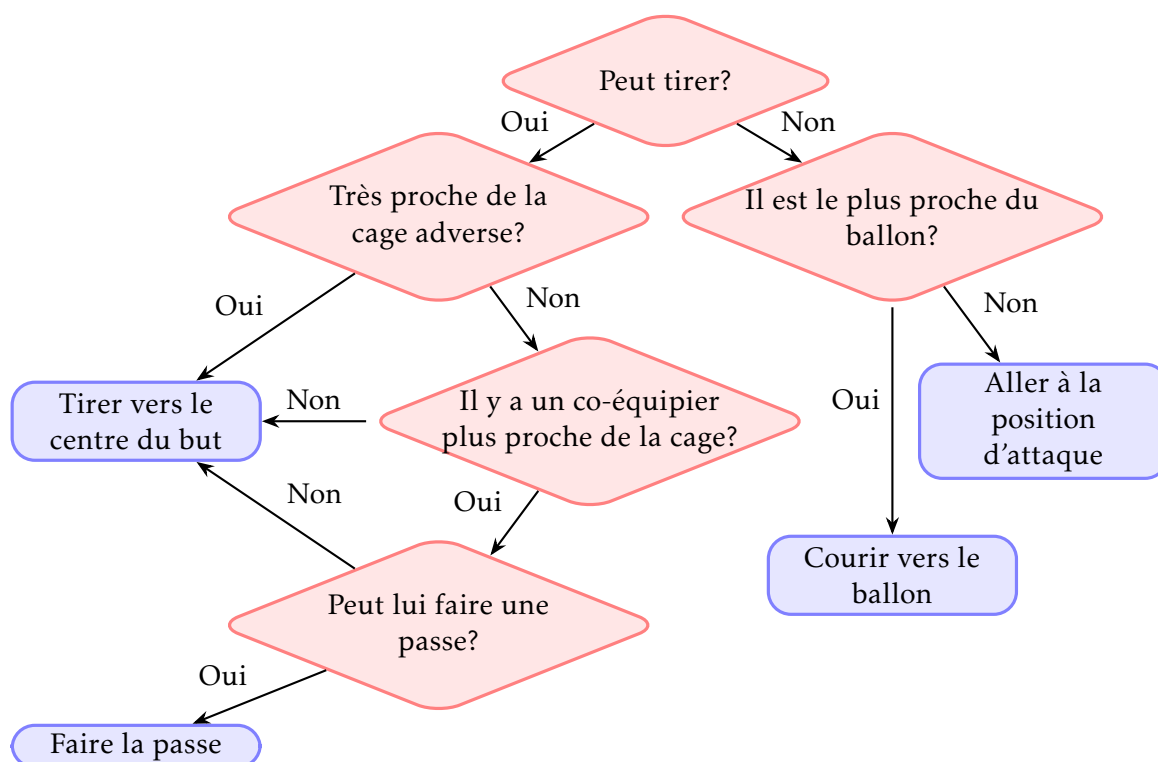 Peut tirer?
Oui
Non
Très proche de la
cage adverse?
Il est le plus proche du
ballon?
Oui
Non
Non
Tirer vers le
centre du but
Non
Il y a un co-équipier
plus proche de la cage?
Oui
Aller à la
position
d'attaque
Non
Oui
Courir vers le
ballon
Peut lui faire une
passe?
Oui
Faire la passe